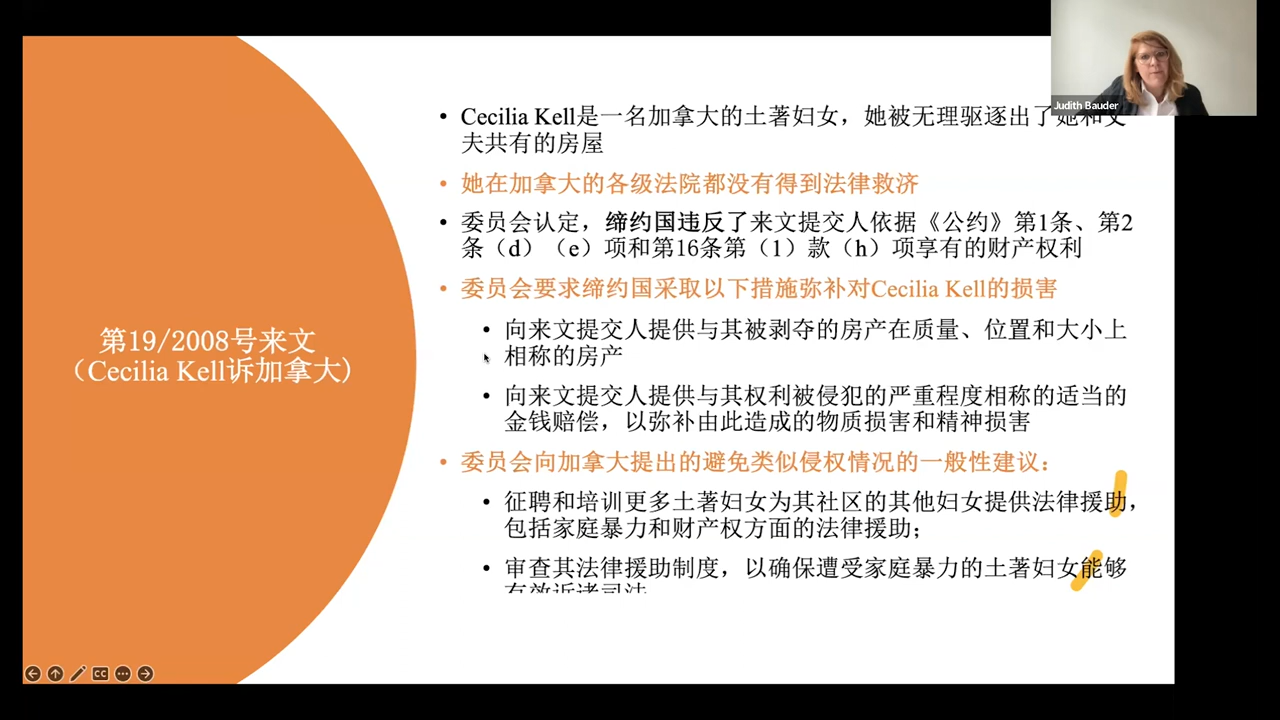 Judith Bauder
第19/2008号来文
（Cecilia Kell诉加拿大)
• Cecilia Kell是一名加拿大的土著妇女，她被无理驱逐出了她和丈
夫共有的房屋
• 她在加拿大的各级法院都没有得到法律救济
• 委员会认定，缔约国违反了来文提交人依据《公约》第1条、第2
条（d）（e）项和第16条第（1）款（h）项享有的财产权利
• 委员会要求缔约国采取以下措施弥补对Cecilia Kell的损害
• 向来文提交人提供与其被剥夺的房产在质量、位置和大小上
相称的房产
• 向来文提交人提供与其权利被侵犯的严重程度相称的适当的
金钱赔偿，以弥补由此造成的物质损害和精神损害
• 委员会向加拿大提出的避免类似侵权情况的一般性建议：
• 征聘和培训更多土著妇女为其社区的其他妇女提供法律援助，
包括家庭暴力和财产权方面的法律援助；
• 审查其法律援助制度，以确保遭受家庭暴力的土著妇女能够
有效诉诸司法
CC